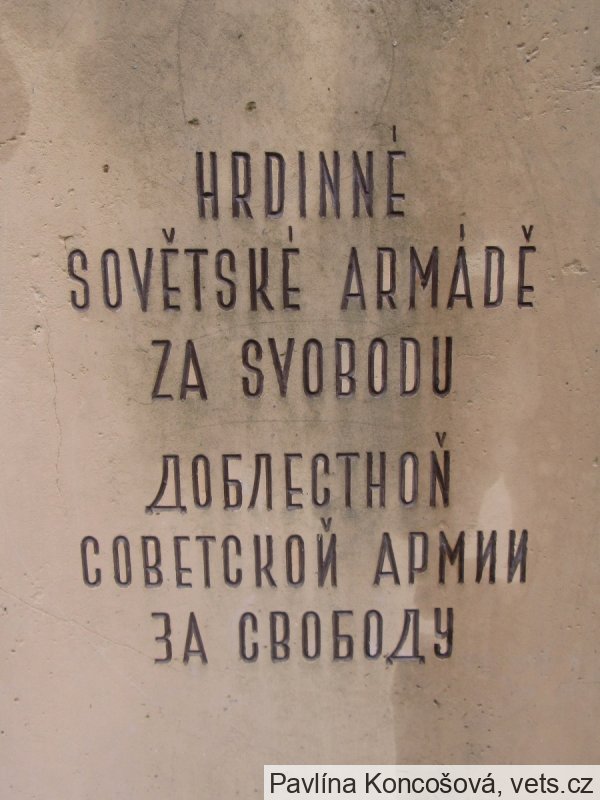 HRDINNÉ
SOVĚTSKÉ ARMÁDĚ
ZA SVOBODU
ДОБЛЕСТНОЙ
СОВЕТСКОЙ АРМИИ
ЗА СВОБОДУ
Pavlína Koncošová, vets.cz